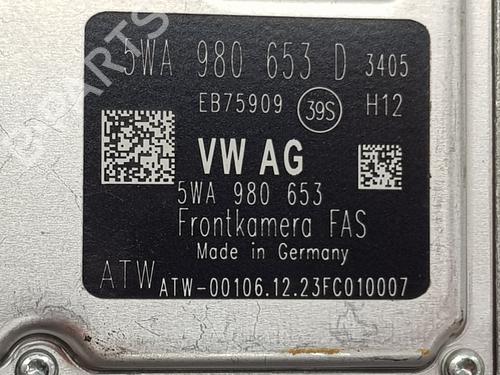 5WA 980 653 D 3405
EB75909 39S H12
VW AG
5WA 980 653
Frontkamera FAS
Made in Germany
ATW
ATW-00106.12.23FC010007
PARTS